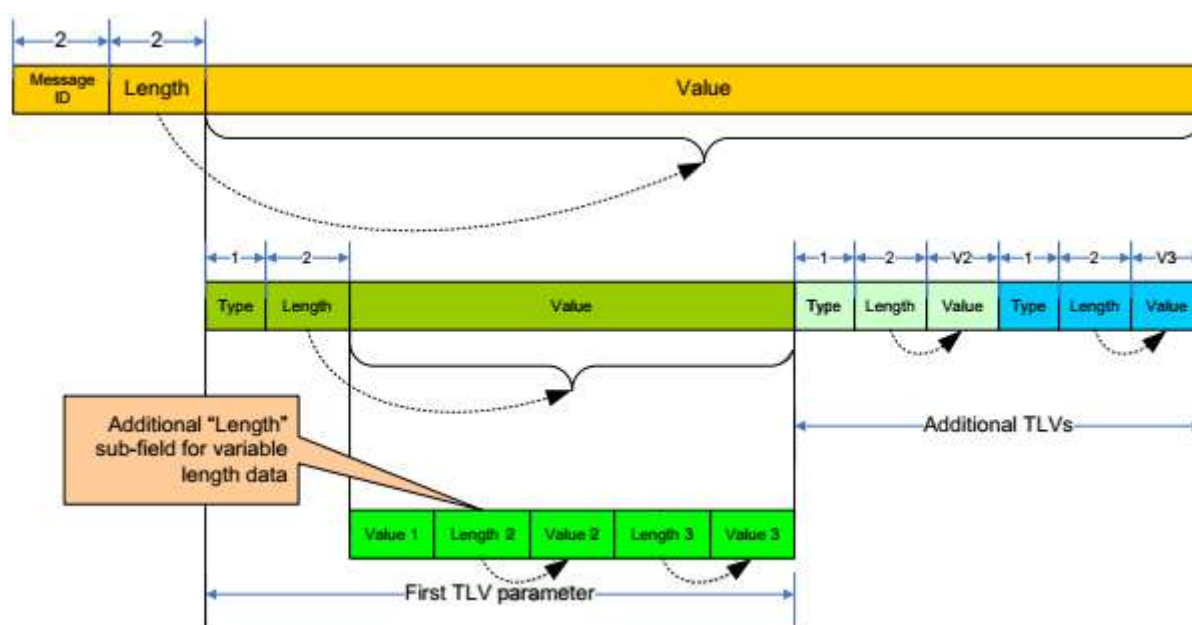 2 2
Message
ID Length Value
1 2 1 2 V2 1 2 V3
Type Length Value Type Length Value Type Length Value
Additional "Length"
sub-field for variable
length data
Additional TLVs
Value 1 Length 2 Value 2 Length 3 Value 3
First TLV parameter